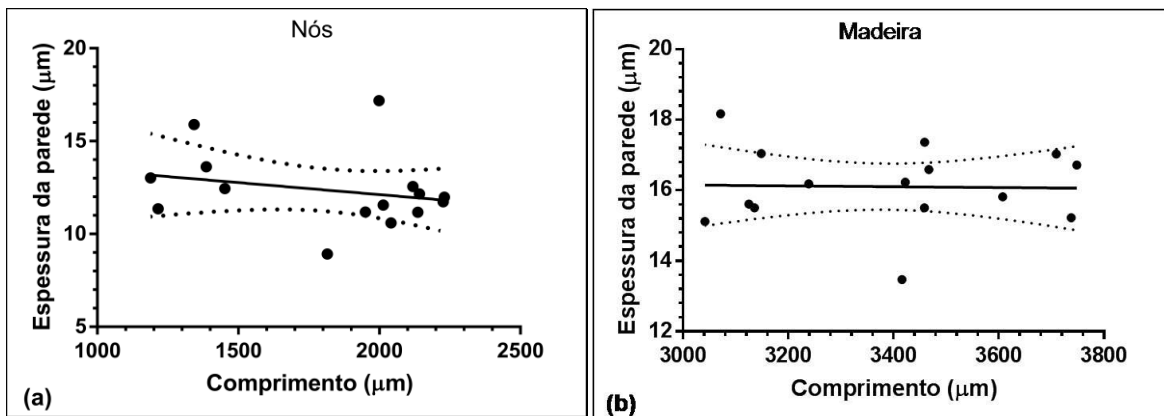 Nós
Espessura da parede (μm)
20
15
10
5
1000
1500
2000
2500
Comprimento (μm)
(a)
Madeira
Espessura da parede (μm)
20
18
16
14
12
3000
3200
3400
3600
3800
Comprimento (μm)
(b)